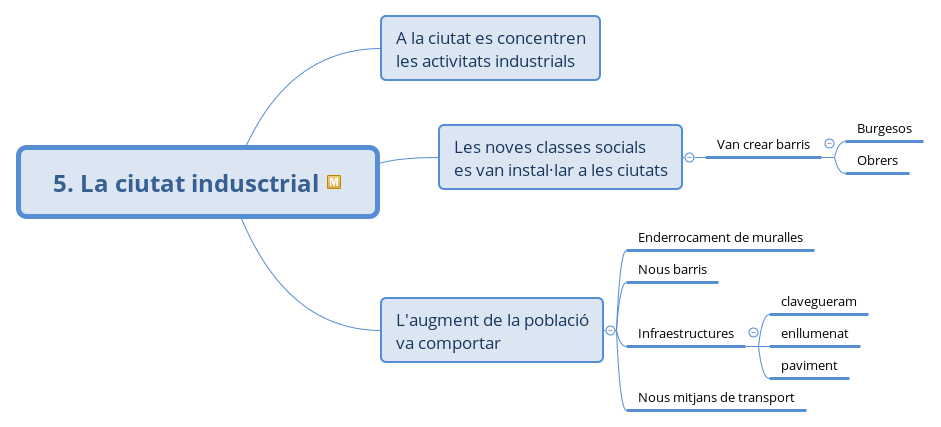 A la ciutat es concentren
les activitats industrials
5. La ciutat indusctrial M
Les noves classes socials
es van instal·lar a les ciutats
Van crear barris
Burgesos
Obrers
L'augment de la població
va comportar
Enderrocament de muralles
Nous barris
Infraestructures
clavegueram
enllumenat
paviment
Nous mitjans de transport